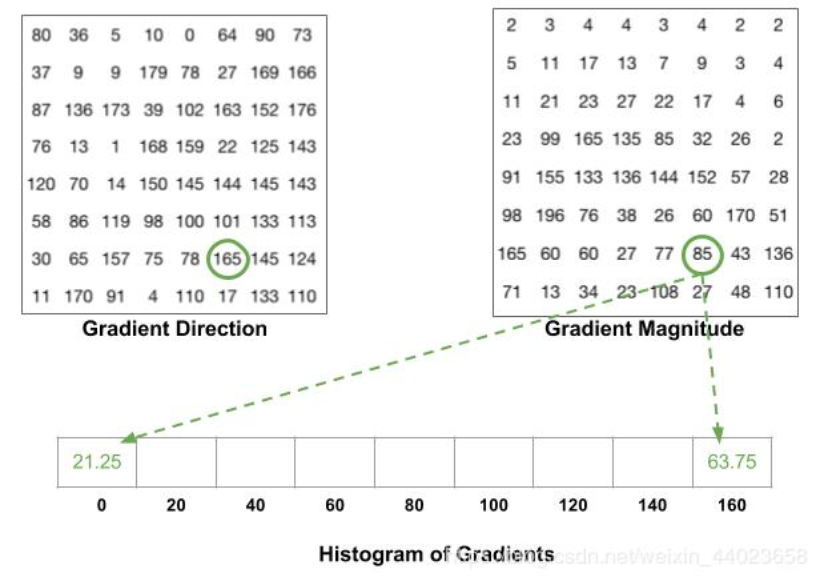 80 36 5 10 0 64 90 73
37 9 9 179 78 27 169 166
87 136 173 39 102 163 152 176
76 13 1 168 159 22 125 143
120 70 14 150 145 144 145 143
58 86 119 98 100 101 133 113
30 65 157 75 78 165 145 124
11 170 91 4 110 17 133 110
Gradient Direction
2 3 4 4 3 4 2 2
5 11 17 13 7 9 3 4
11 21 23 27 22 17 4 6
23 99 165 135 85 32 26 2
91 155 133 136 144 152 57 28
98 196 76 38 26 60 170 51
165 60 60 27 77 85 43 136
71 13 34 23 108 27 48 110
Gradient Magnitude
21.25 63.75
0 20 40 60 80 100 120 140 160
Histogram of Gradients
csdn.net/weixin_44023658